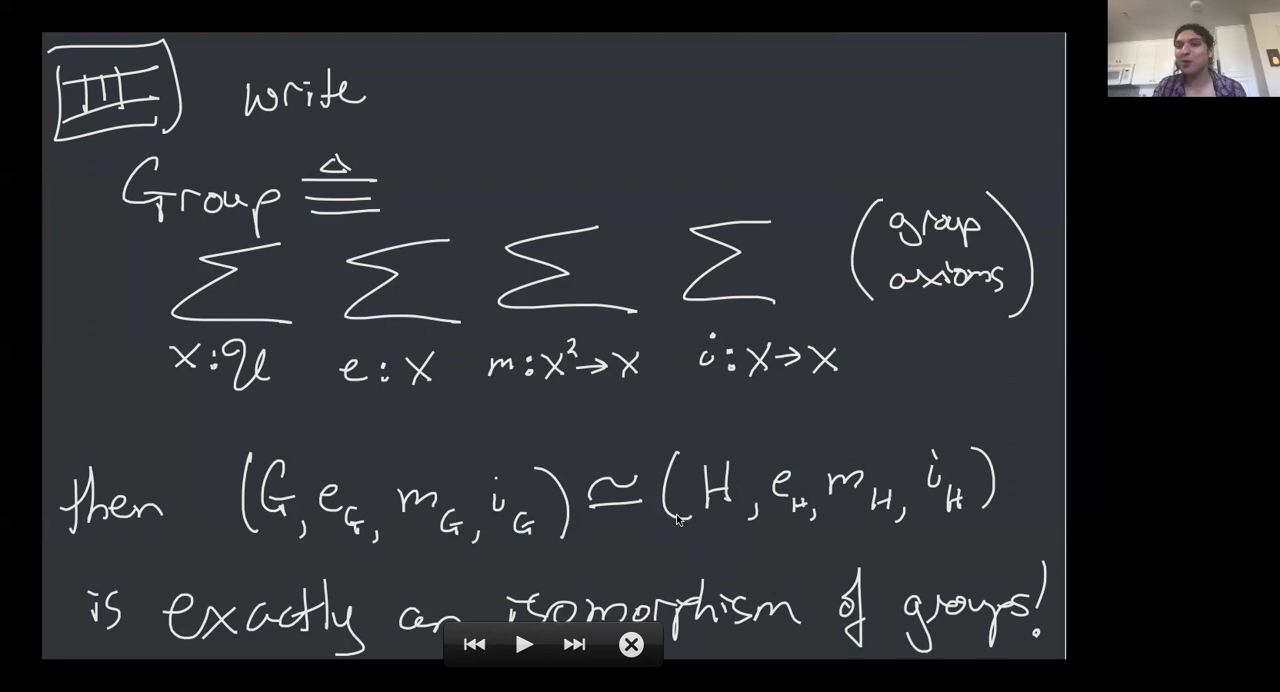 III) write
Group ≜
Σ Σ Σ Σ (group axioms)
x:𝒰 e:X m:X²→X i:X→X
then (G, e_G, m_G, i_G) ≃ (H, e_H, m_H, i_H)
is exactly an isomorphism of groups!